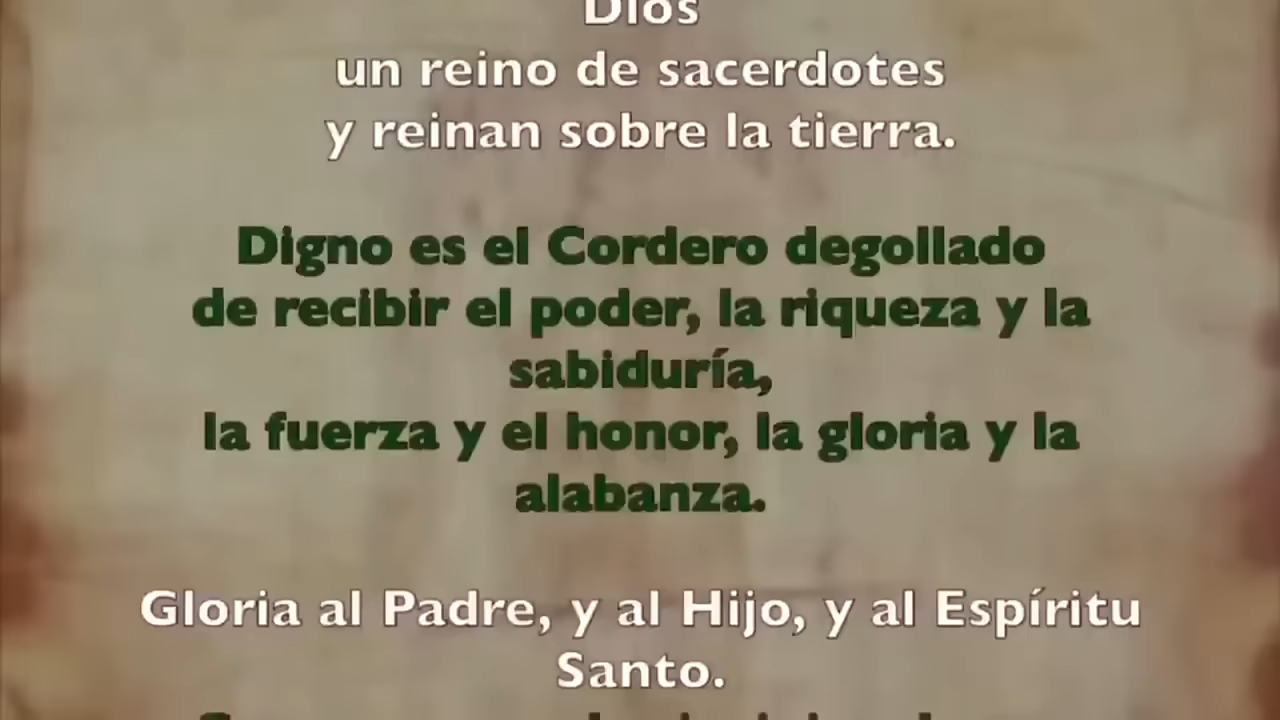 Dios
un reino de sacerdotes
y reinan sobre la tierra.
Digno es el Cordero degollado
de recibir el poder, la riqueza y la
sabiduría,
la fuerza y el honor, la gloria y la
alabanza.
Gloria al Padre, y al Hijo, y al Espíritu
Santo.